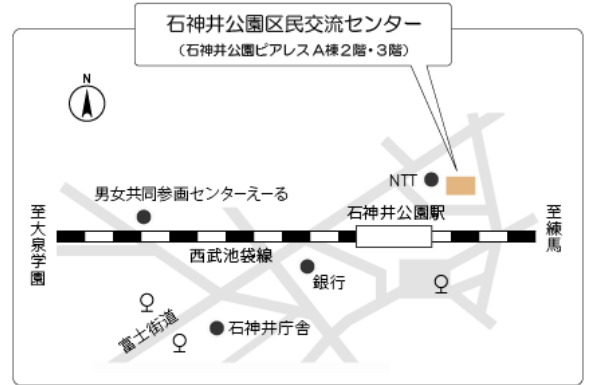 石神井公園区民交流センター
（石神井公園ピアレス A棟2階・3階）
N
NTT
男女共同参画センターえーる
石神井公園駅
至大泉学園
至練馬
西武池袋線
銀行
富士街道
石神井庁舎